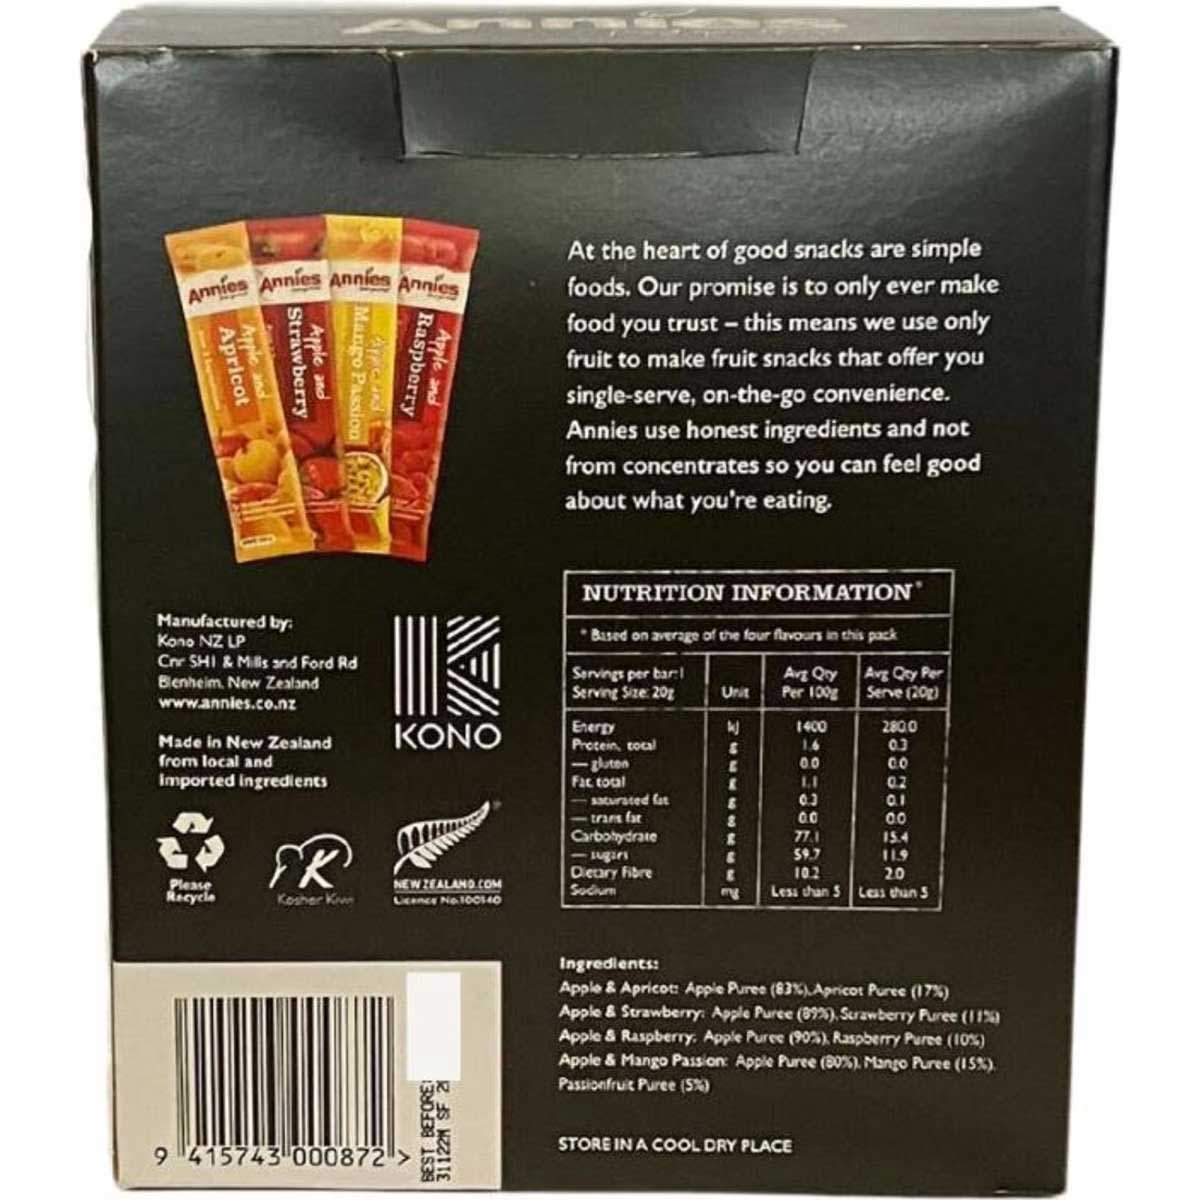 Annies
Annies
Apple and
Apricot
Annies
Apple and
Strawberry
Annies
Apple and
Mango Passion
Annies
Apple and
Raspberry
At the heart of good snacks are simple
foods. Our promise is to only ever make
food you trust – this means we use only
fruit to make fruit snacks that offer you
single-serve, on-the-go convenience.
Annies use honest ingredients and not
from concentrates so you can feel good
about what you're eating.
Manufactured by:
Kono NZ LP
Cnr SH1 & Mills and Ford Rd
Blenheim, New Zealand
www.annies.co.nz
Made in New Zealand
from local and
imported ingredients
KONO
Please
Recycle
K
Kosher Kiwi
NEWZEALAND.COM
Licence No.100140
NUTRITION INFORMATION*
* Based on average of the four flavours in this pack
Servings per bar: 1
Serving Size: 20g Unit Avg Qty Per 100g Avg Qty Per Serve (20g)
Energy kJ 1400 280.0
Protein, total g 1.6 0.3
— gluten g 0.0 0.0
Fat, total g 1.1 0.2
— saturated fat g 0.3 0.1
— trans fat g 0.0 0.0
Carbohydrate g 77.1 15.4
— sugars g 59.7 11.9
Dietary Fibre g 10.2 2.0
Sodium mg Less than 5 Less than 5
Ingredients:
Apple & Apricot: Apple Puree (83%), Apricot Puree (17%)
Apple & Strawberry: Apple Puree (89%), Strawberry Puree (11%)
Apple & Raspberry: Apple Puree (90%), Raspberry Puree (10%)
Apple & Mango Passion: Apple Puree (80%), Mango Puree (15%),
Passionfruit Puree (5%)
STORE IN A COOL DRY PLACE
9 415743 000872 >
BEST BEFORE:
31122M SF